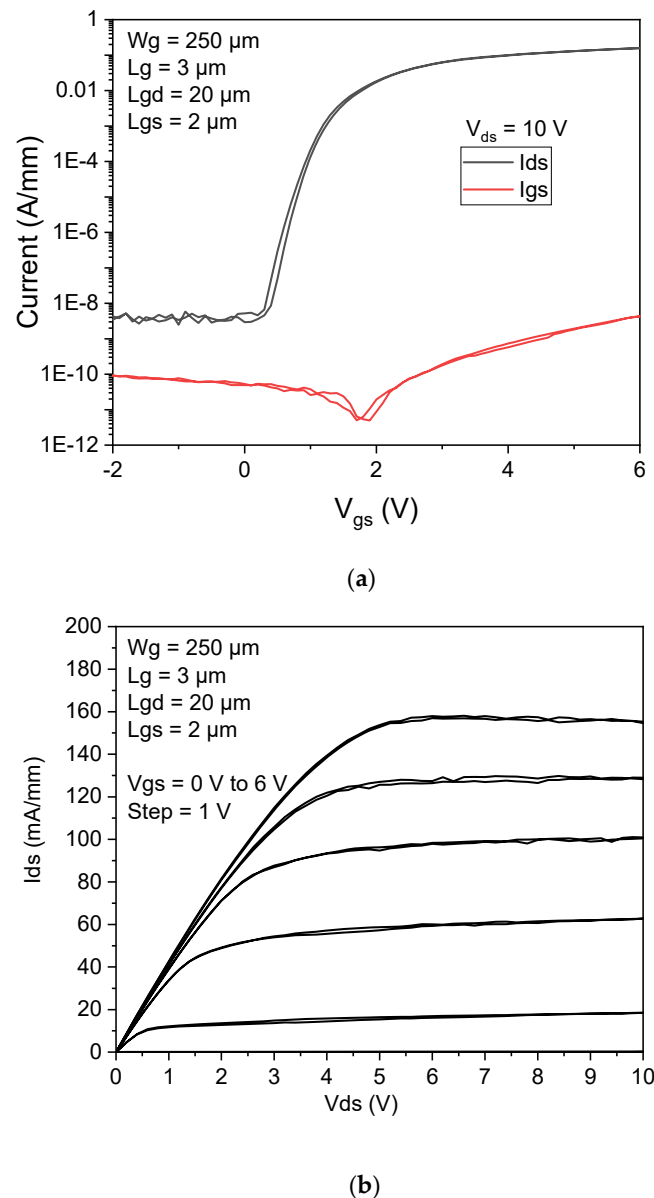 Wg = 250 µm
Lg = 3 µm
Lgd = 20 µm
Lgs = 2 µm
V_ds = 10 V
Ids
Igs
Current (A/mm)
1
0.01
1E-4
1E-6
1E-8
1E-10
1E-12
-2 0 2 4 6
V_gs (V)
(a)
Wg = 250 µm
Lg = 3 µm
Lgd = 20 µm
Lgs = 2 µm
Vgs = 0 V to 6 V
Step = 1 V
Ids (mA/mm)
200
180
160
140
120
100
80
60
40
20
0
0 1 2 3 4 5 6 7 8 9 10
Vds (V)
(b)